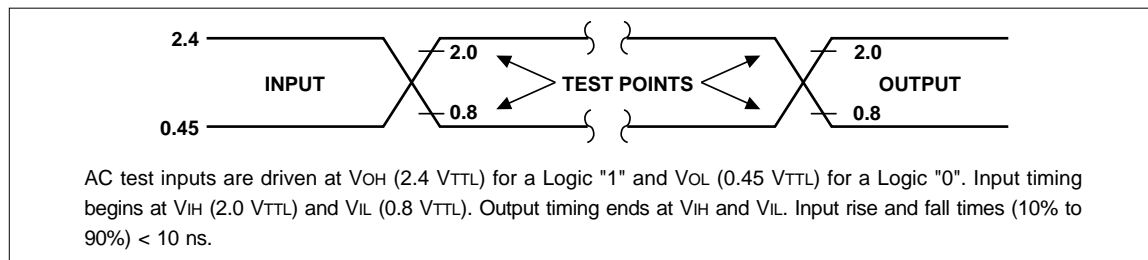 2.4
2.0
2.0
INPUT
TEST POINTS
OUTPUT
0.8
0.8
0.45
AC test inputs are driven at VOH (2.4 VTTL) for a Logic "1" and VOL (0.45 VTTL) for a Logic "0". Input timing
begins at VIH (2.0 VTTL) and VIL (0.8 VTTL). Output timing ends at VIH and VIL. Input rise and fall times (10% to
90%) < 10 ns.